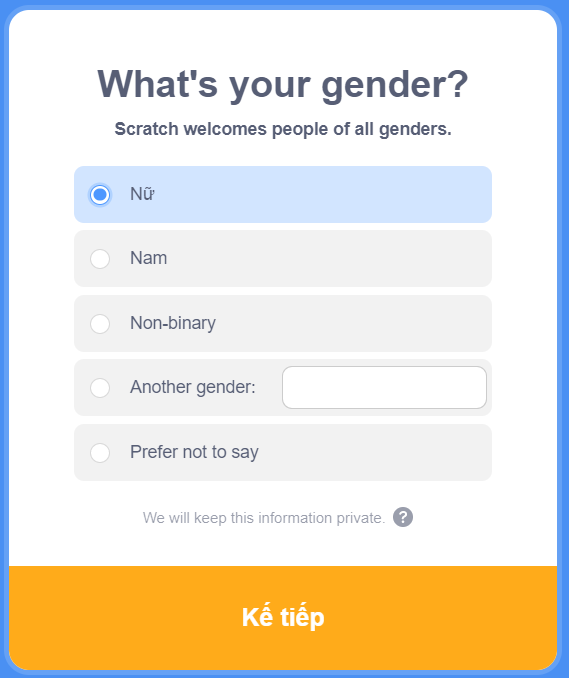 What's your gender?
Scratch welcomes people of all genders.
Nữ
Nam
Non-binary
Another gender:
Prefer not to say
We will keep this information private. ?
Kế tiếp